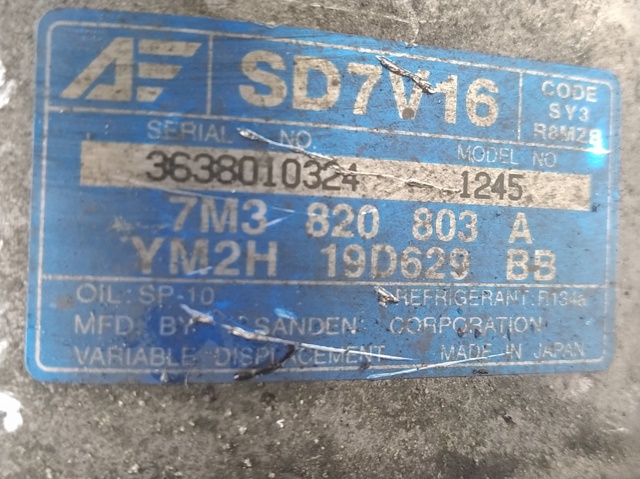 AE
SD7V16
CODE
SY3
R8M2S
SERIAL NO.
MODEL NO
3638010324 1245
7M3 820 803 A
YM2H 19D629 BB
OIL: SP-10 REFRIGERANT: R134a
MFD BY SANDEN CORPORATION
VARIABLE DISPLACEMENT MADE IN JAPAN